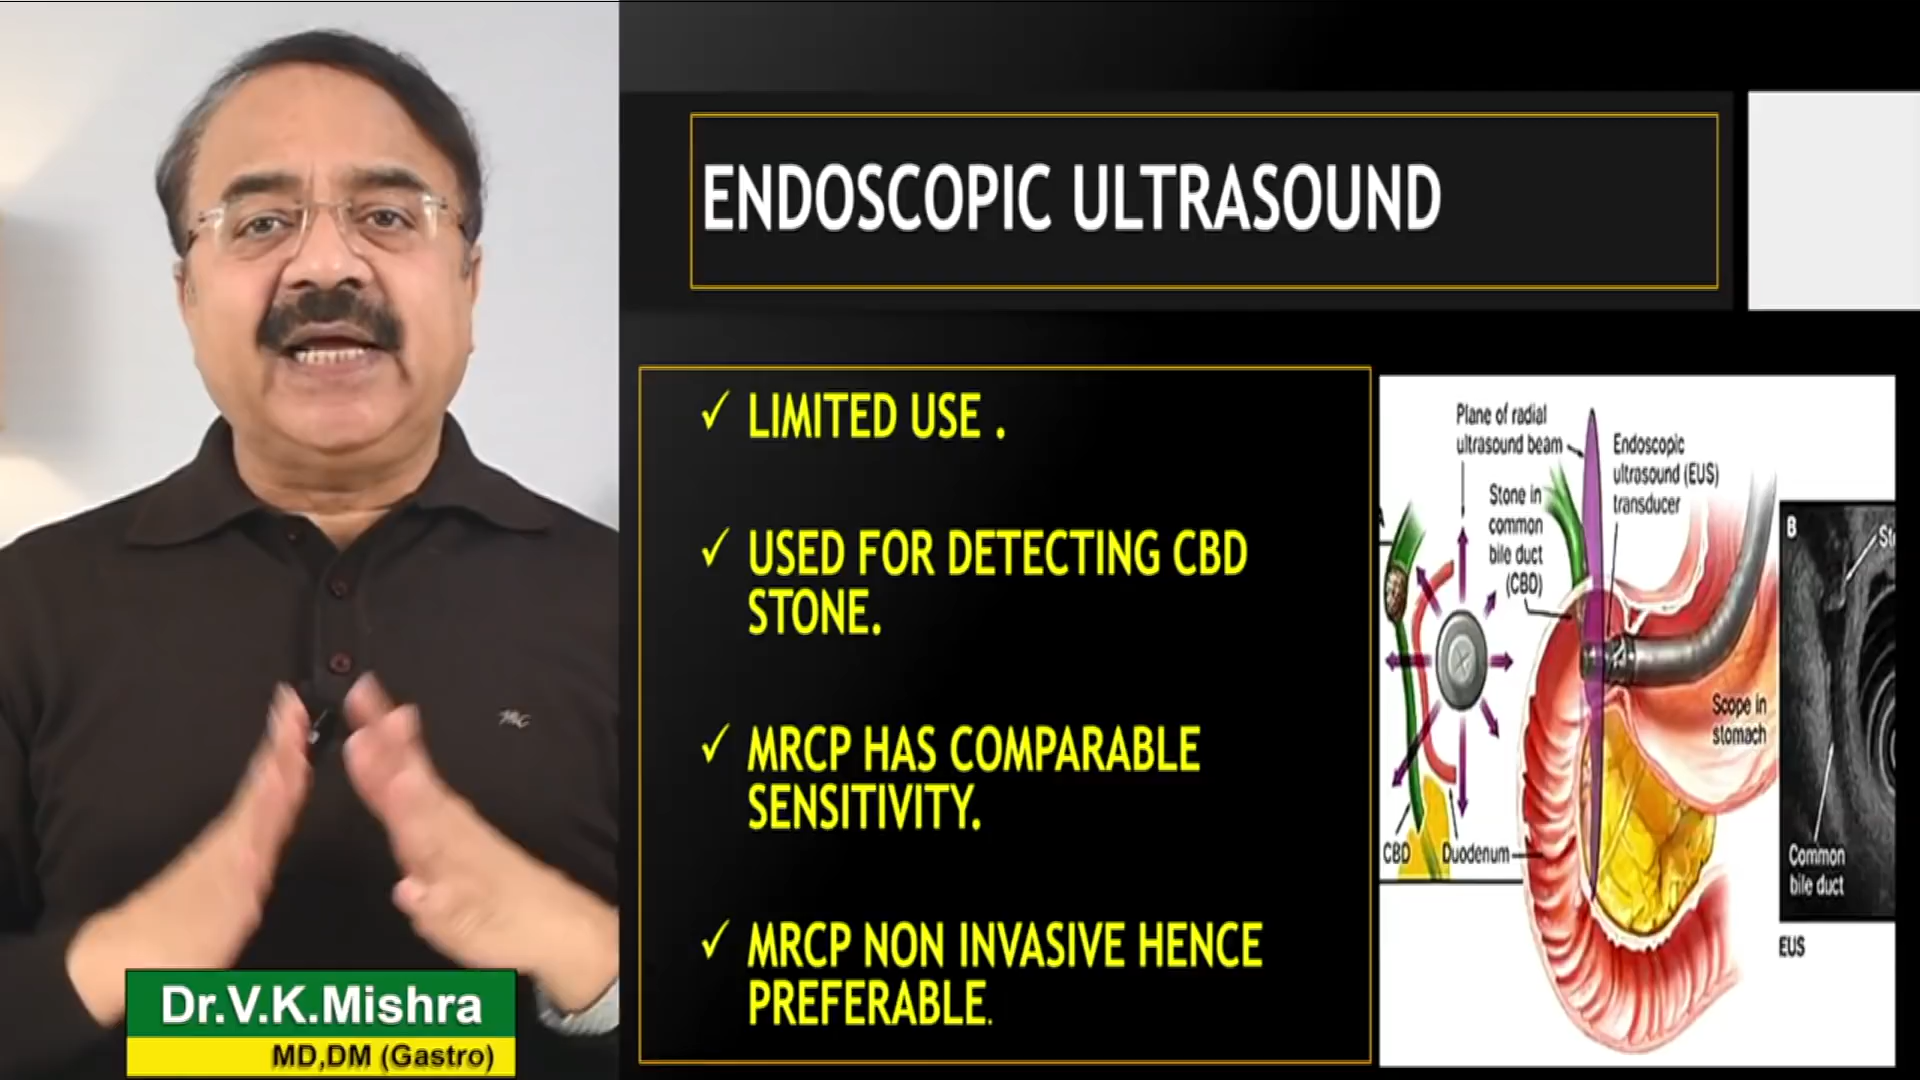 ENDOSCOPIC ULTRASOUND
✓ LIMITED USE .
✓ USED FOR DETECTING CBD
STONE.
✓ MRCP HAS COMPARABLE
SENSITIVITY.
✓ MRCP NON INVASIVE HENCE
PREFERABLE.
Plane of radial
ultrasound beam
Endoscopic
ultrasound (EUS)
transducer
Stone in
common
bile duct
(CBD)
Scope in
stomach
CBD
Duodenum
B
Common
bile duct
EUS
Dr.V.K.Mishra
MD,DM (Gastro)